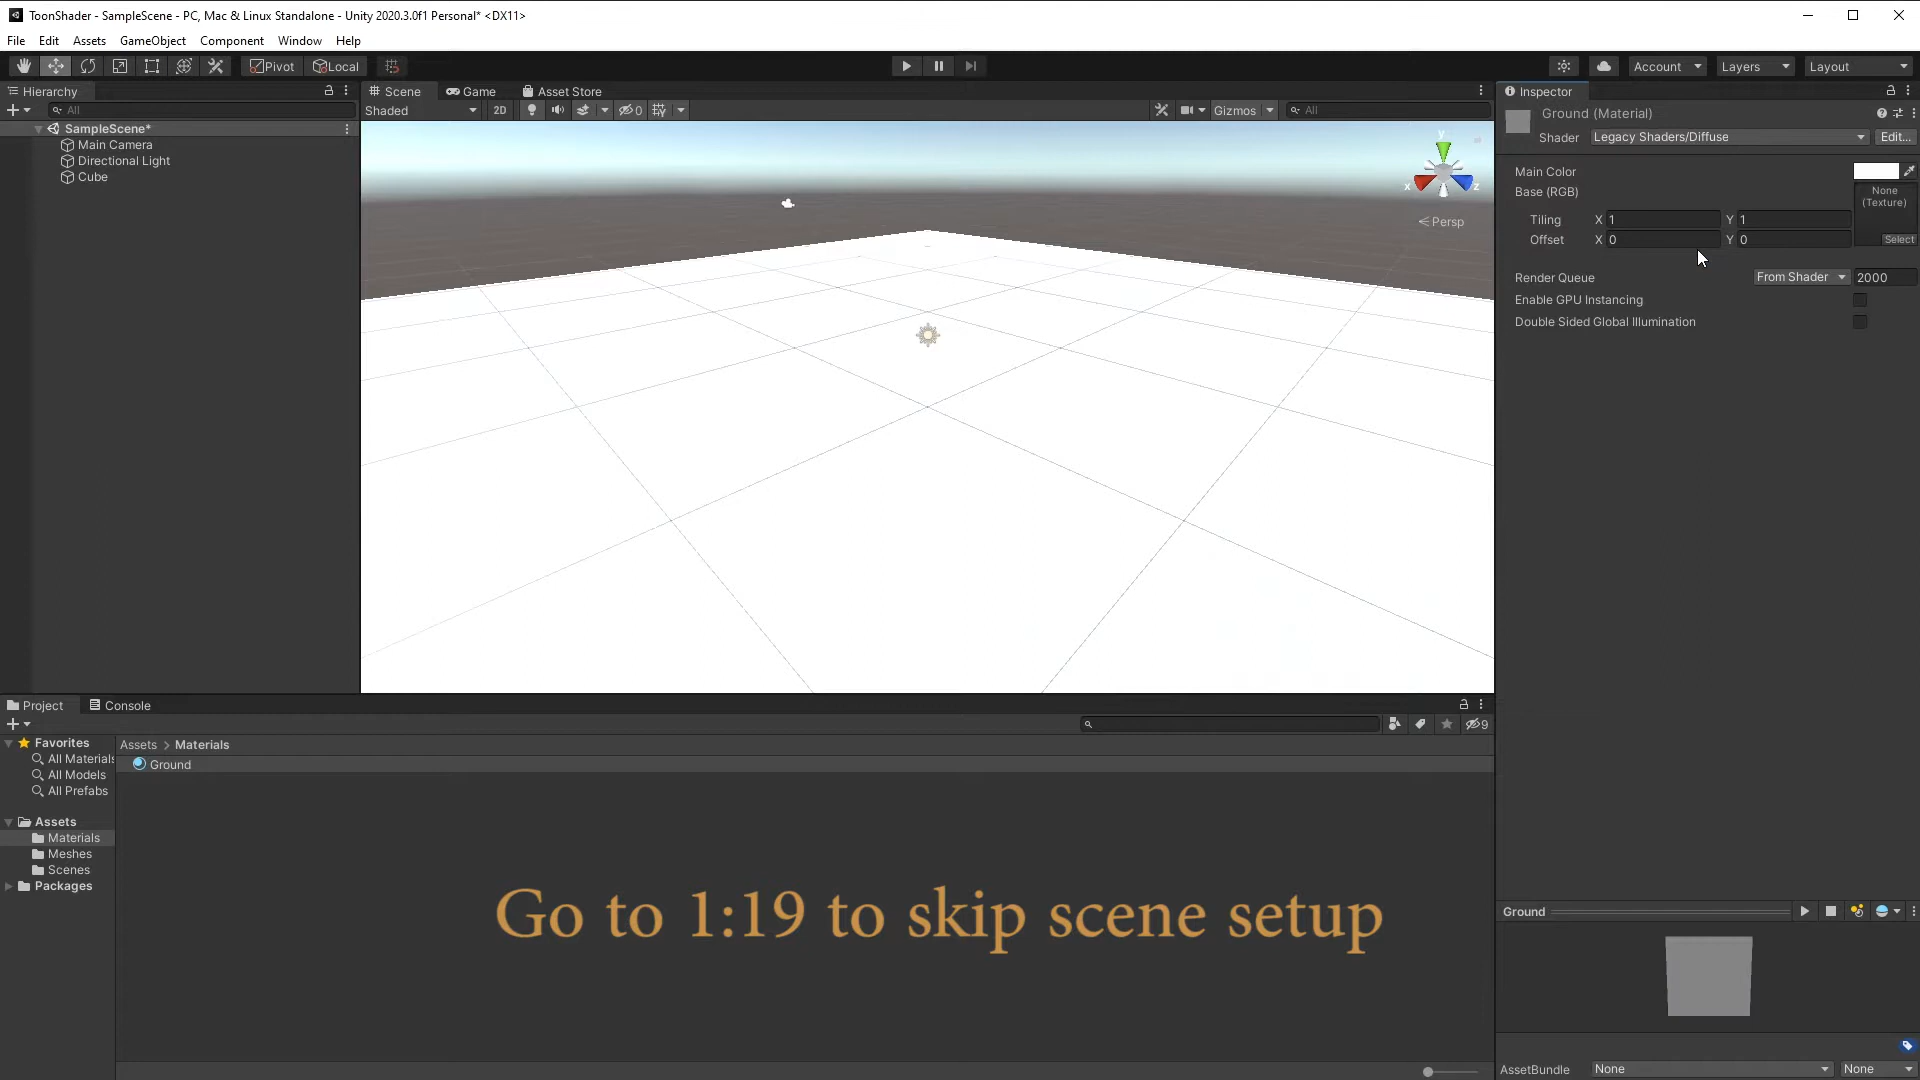 ToonShader - SampleScene - PC, Mac & Linux Standalone - Unity 2020.3.0f1 Personal* <DX11>
File Edit Assets GameObject Component Window Help
Pivot Local Account Layers Layout
Hierarchy
All
SampleScene*
Main Camera
Directional Light
Cube
Scene Game Asset Store
Shaded 2D 0 Gizmos All
y
x z
Persp
Inspector
Ground (Material)
Shader Legacy Shaders/Diffuse Edit...
Main Color
Base (RGB)
None
(Texture)
Tiling X 1 Y 1
Offset X 0 Y 0
Select
Render Queue From Shader 2000
Enable GPU Instancing
Double Sided Global Illumination
Project Console
9
Favorites
All Materials
All Models
All Prefabs
Assets
Materials
Meshes
Scenes
Packages
Assets > Materials
Ground
Go to 1:19 to skip scene setup
Ground
AssetBundle None None